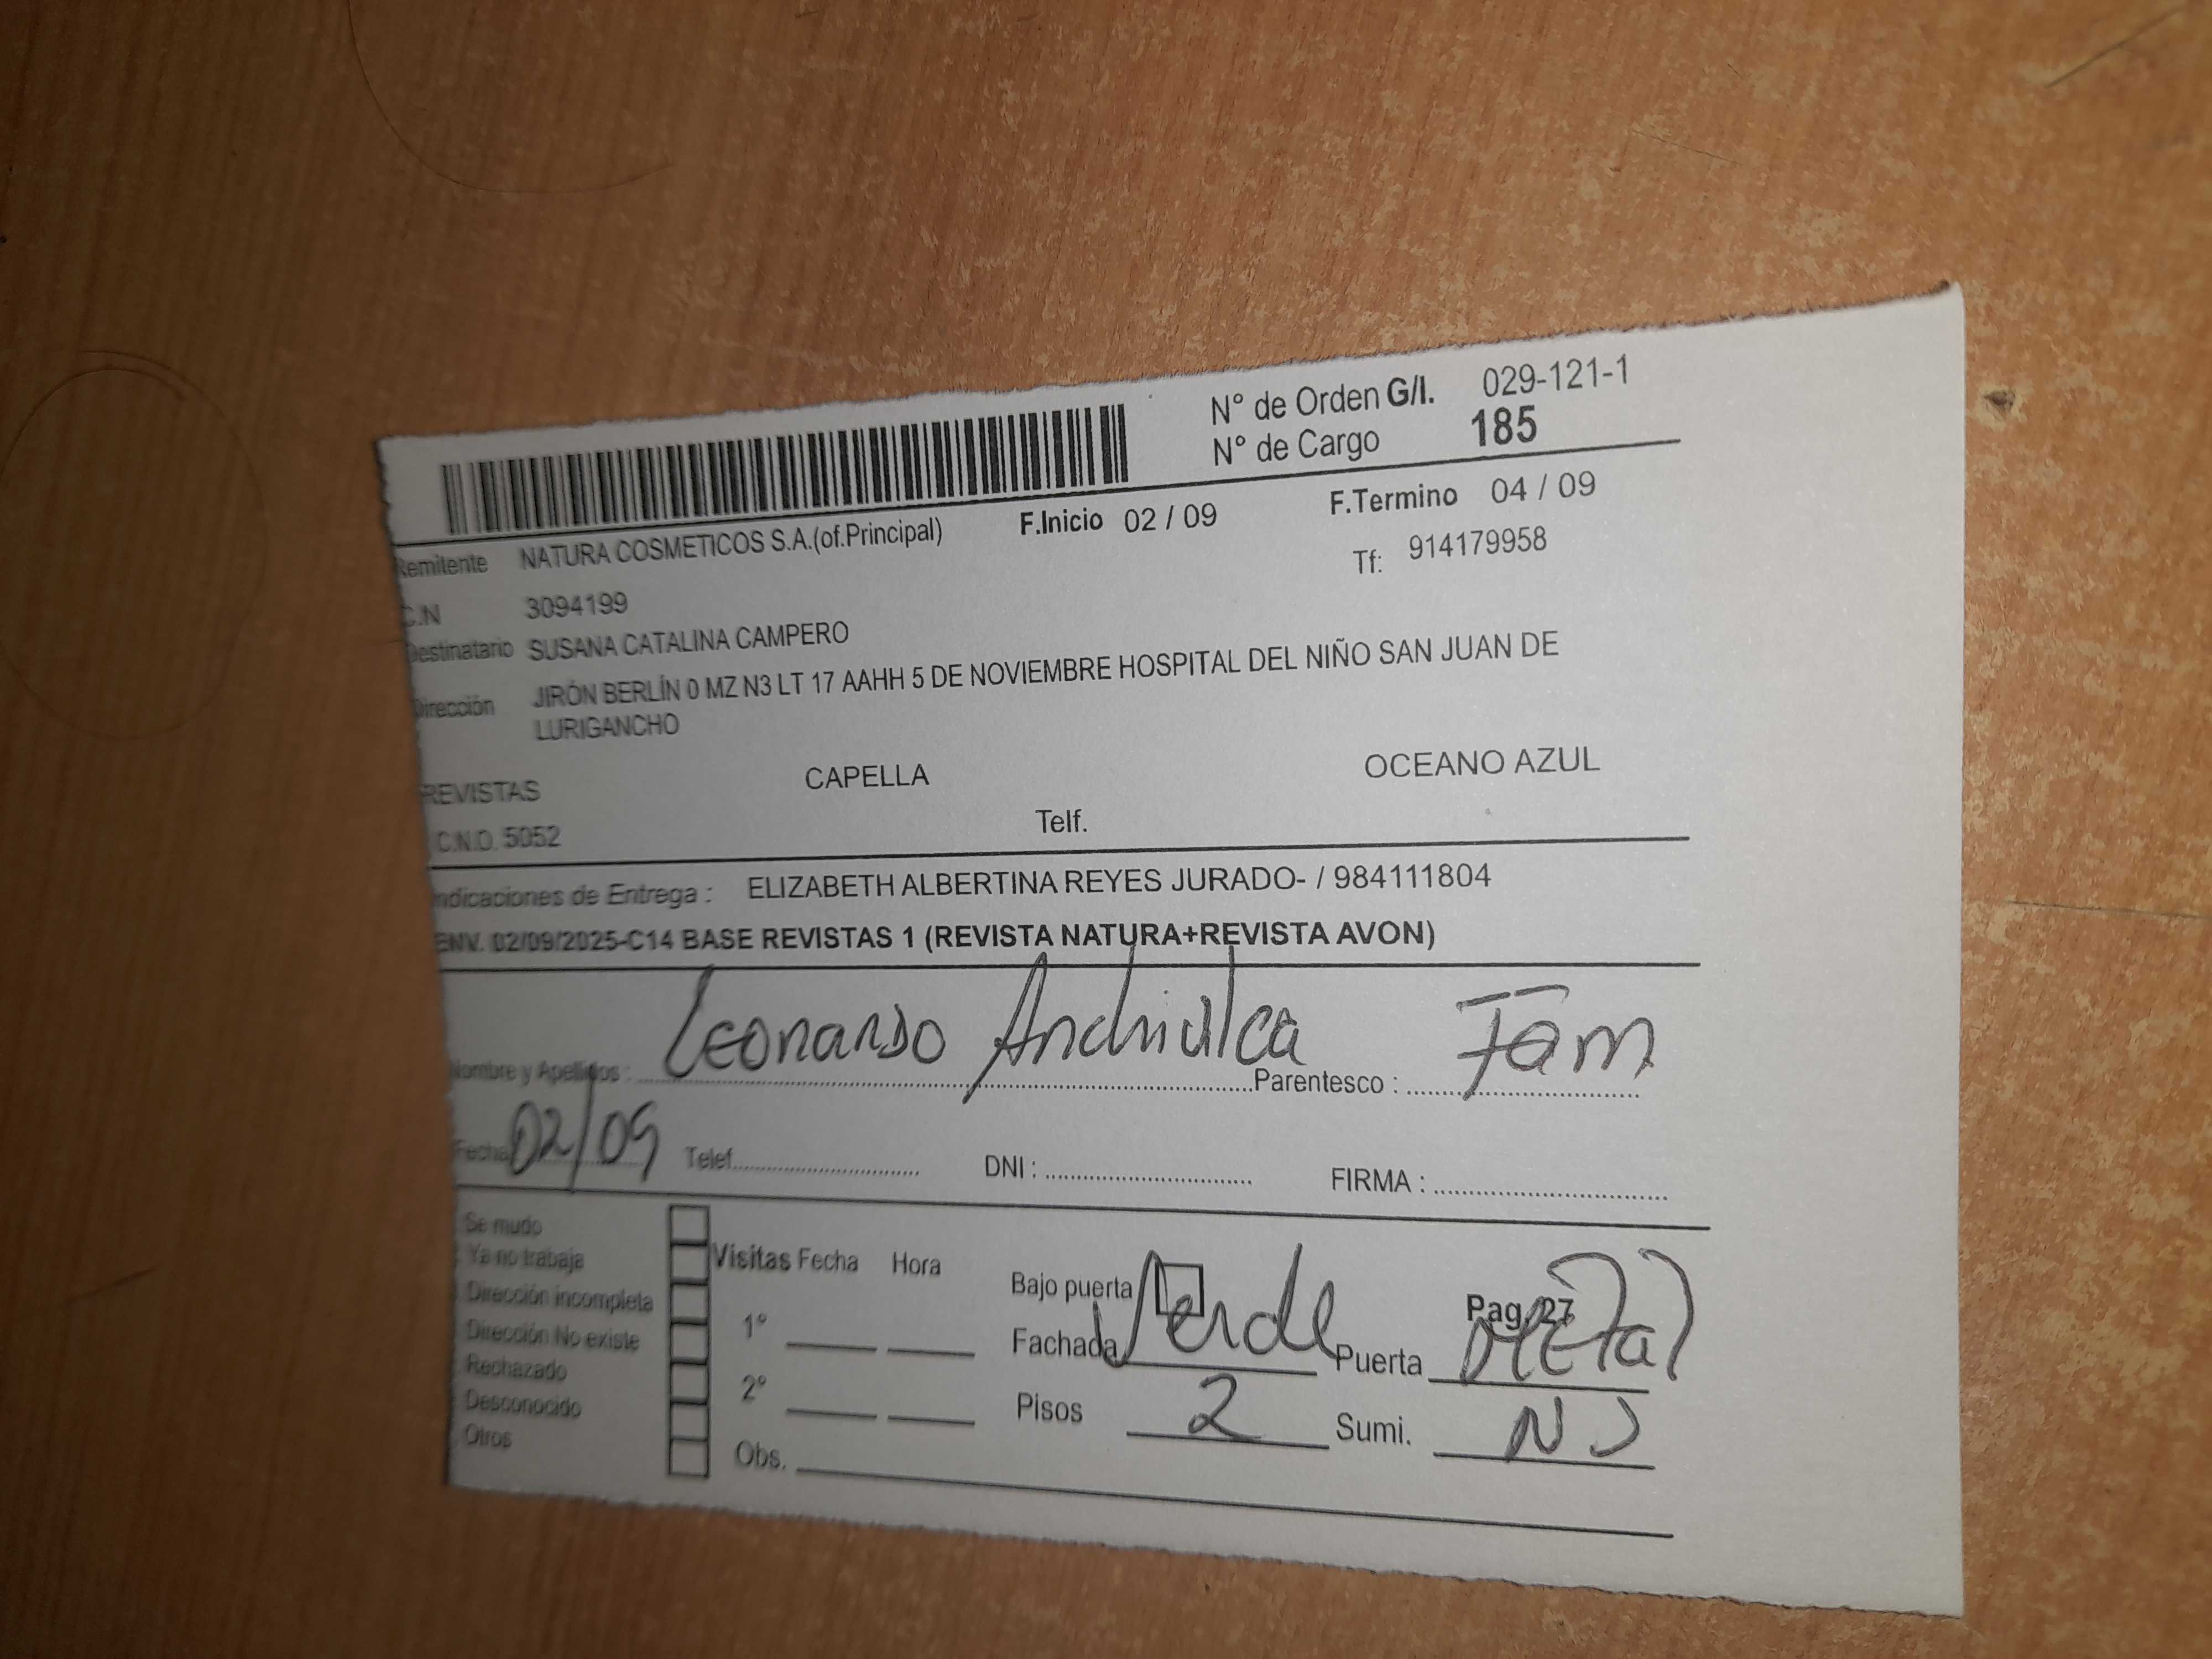 N° de Orden G/I. 029-121-1
N° de Cargo 185
Remitente NATURA COSMETICOS S.A.(of.Principal) F.Inicio 02 / 09 F.Termino 04 / 09
C.N 3094199 Tf: 914179958
Destinatario SUSANA CATALINA CAMPERO
Dirección JIRÓN BERLÍN 0 MZ N3 LT 17 AAHH 5 DE NOVIEMBRE HOSPITAL DEL NIÑO SAN JUAN DE
LURIGANCHO
REVISTAS CAPELLA OCEANO AZUL
C.N.O. 5052 Telf.
Indicaciones de Entrega : ELIZABETH ALBERTINA REYES JURADO- / 984111804
ENV. 02/09/2025-C14 BASE REVISTAS 1 (REVISTA NATURA+REVISTA AVON)
Nombre y Apellidos : Leonardo Parentesco : Fam
Fecha 02/09 Telef. DNI : FIRMA :
Se mudo
Ya no trabaja Visitas Fecha Hora Bajo puerta Pag. 27
Dirección incompleta
Dirección No existe 1° Fachada Verde Puerta Metal
Rechazado
Desconocido 2° Pisos 2 Sumi.
Otros Obs.